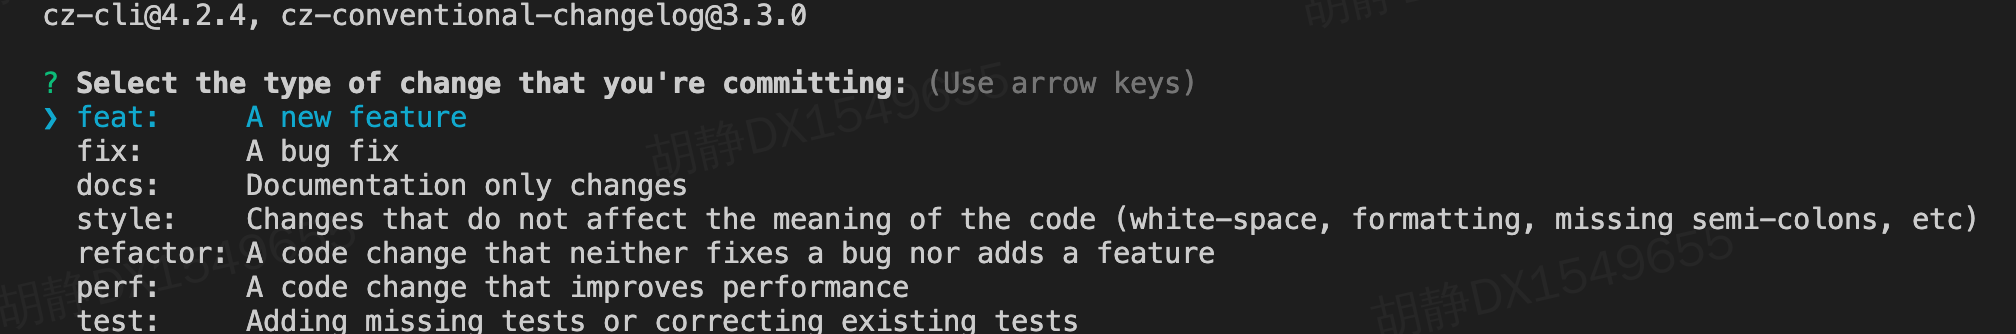 cz-cli@4.2.4, cz-conventional-changelog@3.3.0
? Select the type of change that you're committing: (Use arrow keys)
❯ feat:     A new feature
fix:      A bug fix
docs:     Documentation only changes
style:    Changes that do not affect the meaning of the code (white-space, formatting, missing semi-colons, etc)
refactor: A code change that neither fixes a bug nor adds a feature
perf:     A code change that improves performance
test:     Adding missing tests or correcting existing tests
胡静DX1549655
胡静DX1549655
胡静DX1549655